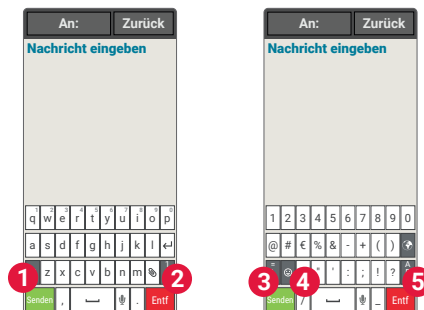 An: Zurück
Nachricht eingeben
q w e r t y u i o p
a s d f g h j k l
z x c v b n m
1 2
Senden , . Entf
An: Zurück
Nachricht eingeben
1 2 3 4 5 6 7 8 9 0
@ # € % & - + ( )
" ' : ; ! ?
3 4 5
Senden / _ Entf